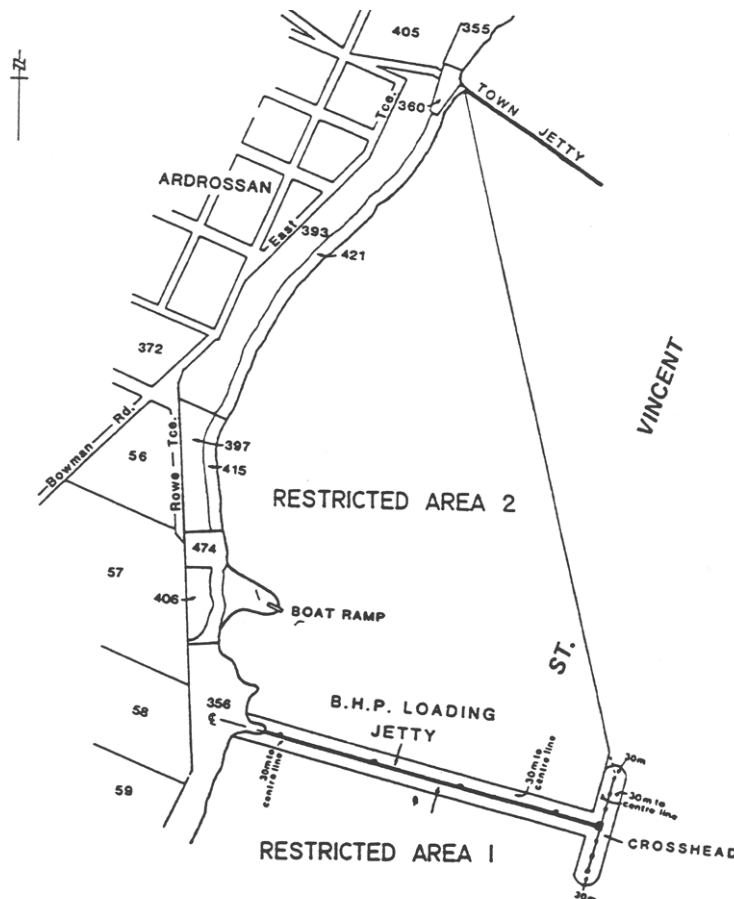 405
355
N
Tce.
360
TOWN JETTY
ARDROSSAN
East
393
421
372
VINCENT
Bowman Rd.
56
Rowe Tce.
397
415
RESTRICTED AREA 2
474
57
406
BOAT RAMP
ST.
356
B.H.P. LOADING
JETTY
58
30m to
centre line
30m to
centre line
30m
30m to
centre line
59
CROSSHEAD
RESTRICTED AREA 1
30m